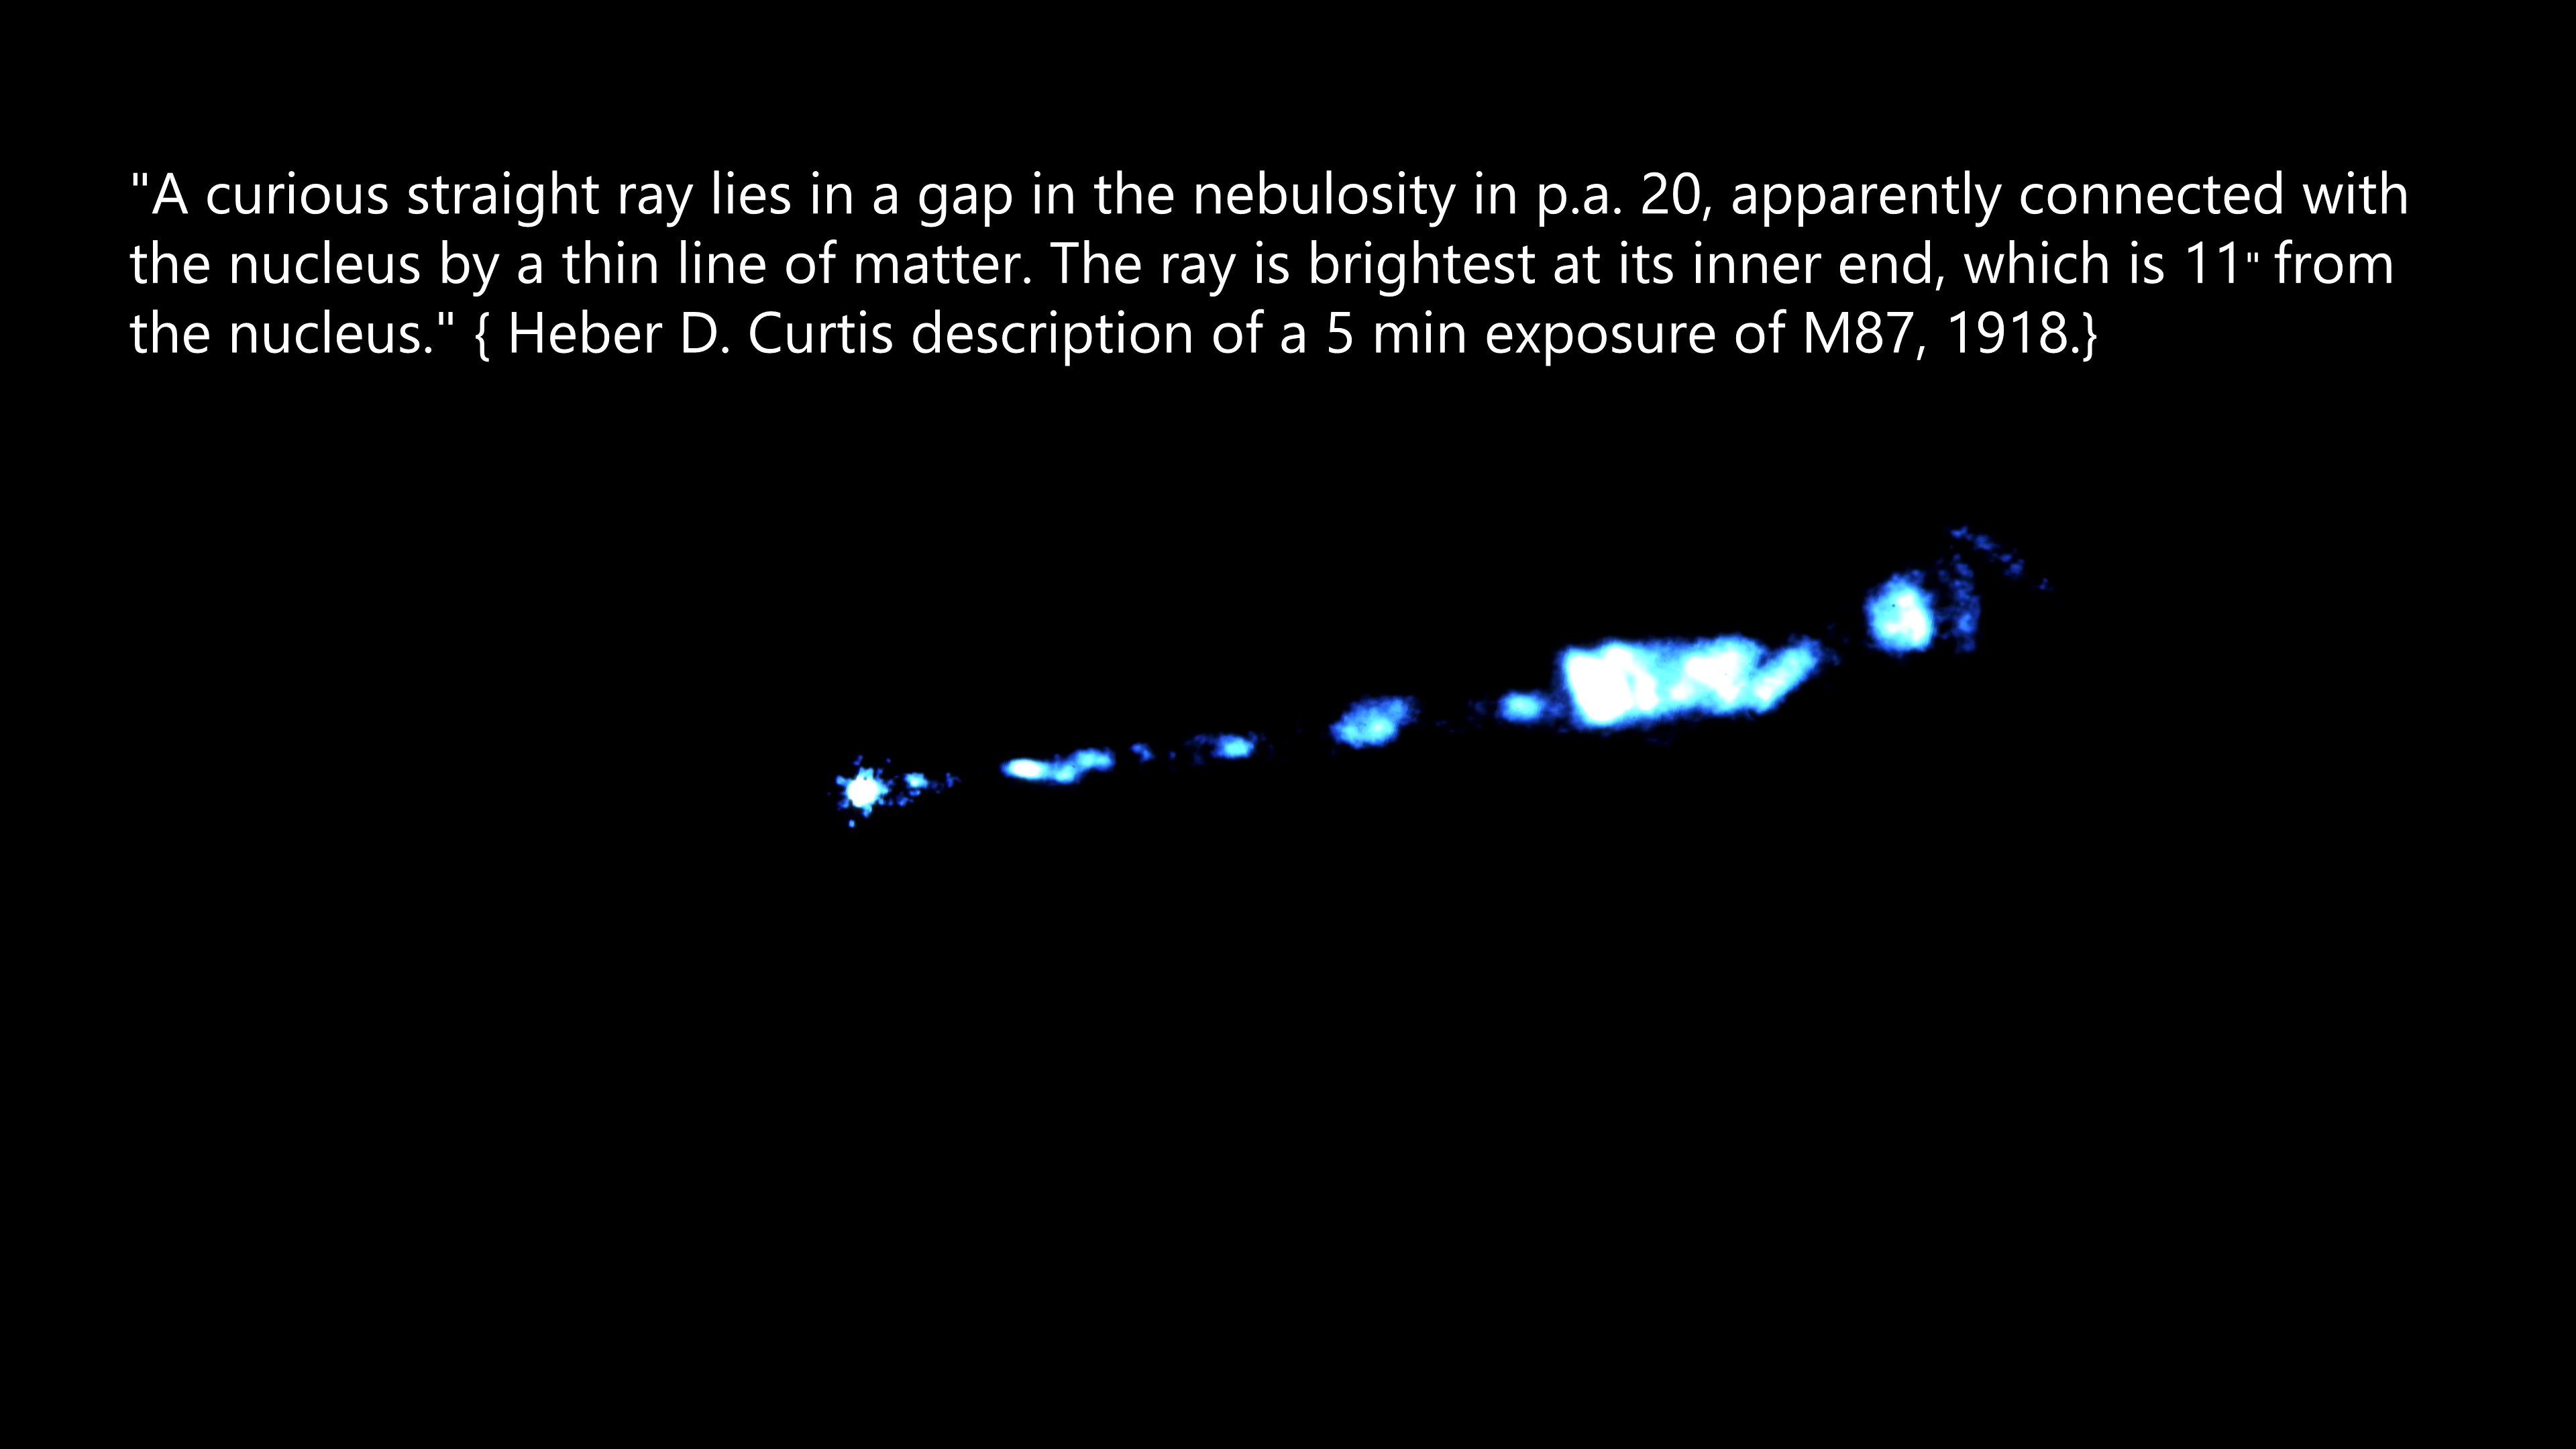 "A curious straight ray lies in a gap in the nebulosity in p.a. 20, apparently connected with
the nucleus by a thin line of matter. The ray is brightest at its inner end, which is 11" from
the nucleus." { Heber D. Curtis description of a 5 min exposure of M87, 1918.}